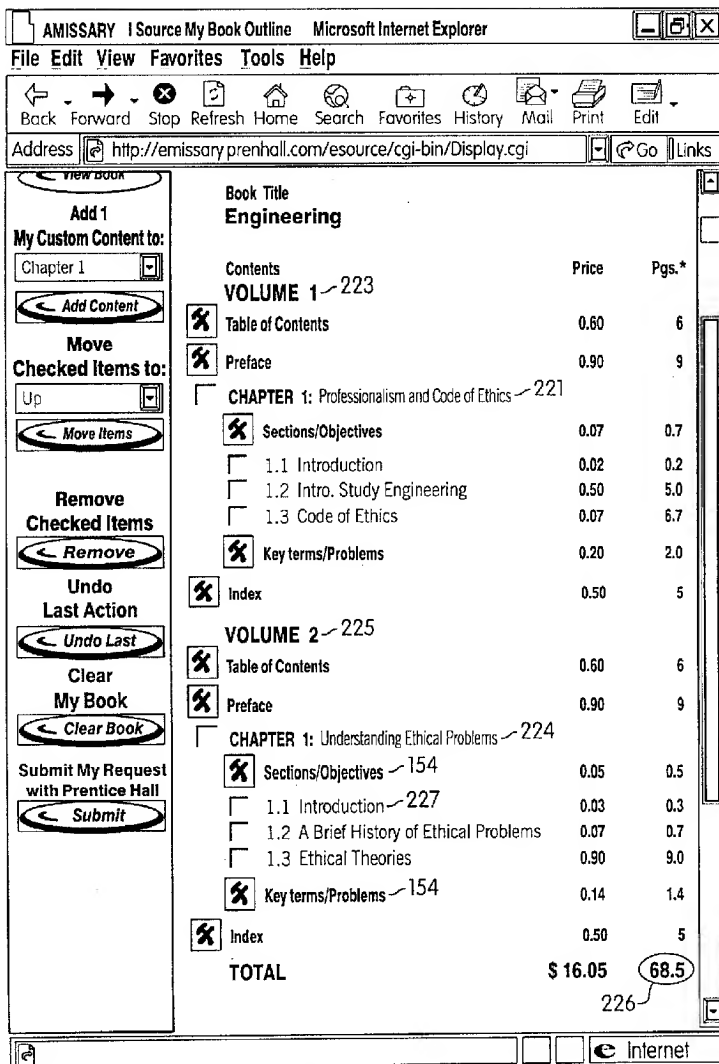 AMISSARY I Source My Book Outline Microsoft Internet Explorer
File Edit View Favorites Tools Help
Back Forward Stop Refresh Home Search Favorites History Mail Print Edit
Address http://emissary prenhall.com/esource/cgi-bin/Display.cgi Go Links
View Book
Add 1
My Custom Content to:
Chapter 1
Add Content
Move
Checked Items to:
Up
Move Items
Remove
Checked Items
Remove
Undo
Last Action
Undo Last
Clear
My Book
Clear Book
Submit My Request
with Prentice Hall
Submit
Book Title
Engineering
Contents Price Pgs.*
VOLUME 1 223
Table of Contents 0.60 6
Preface 0.90 9
CHAPTER 1: Professionalism and Code of Ethics 221
Sections/Objectives 0.07 0.7
1.1 Introduction 0.02 0.2
1.2 Intro. Study Engineering 0.50 5.0
1.3 Code of Ethics 0.07 6.7
Key terms/Problems 0.20 2.0
Index 0.50 5
VOLUME 2 225
Table of Contents 0.60 6
Preface 0.90 9
CHAPTER 1: Understanding Ethical Problems 224
Sections/Objectives 154 0.05 0.5
1.1 Introduction 227 0.03 0.3
1.2 A Brief History of Ethical Problems 0.07 0.7
1.3 Ethical Theories 0.90 9.0
Key terms/Problems 154 0.14 1.4
Index 0.50 5
TOTAL $ 16.05 68.5
226
Internet